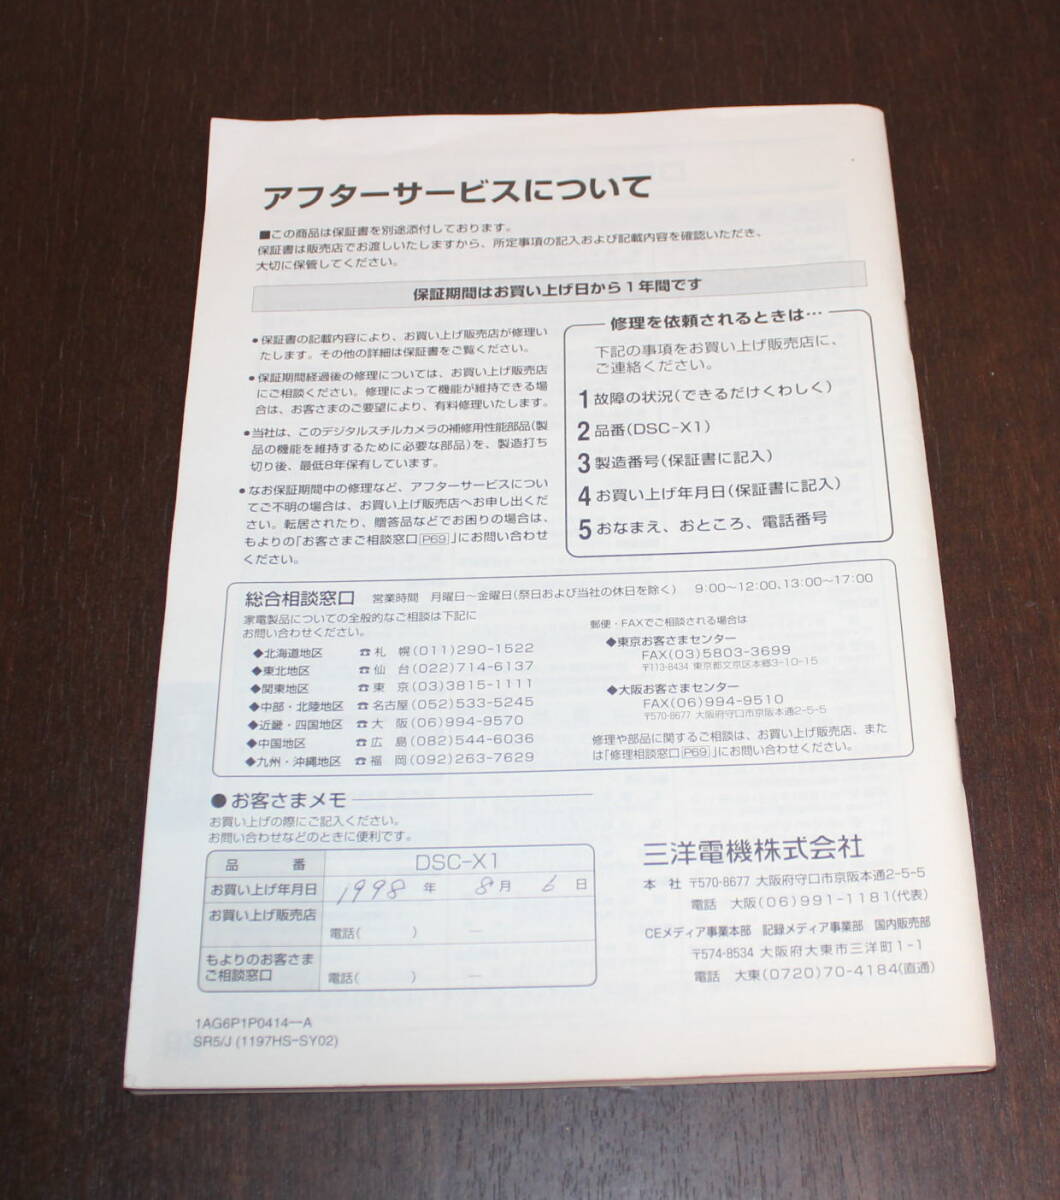 アフターサービスについて
■この商品は保証書を別途添付しております。
保証書は販売店でお渡しいたしますから、所定事項の記入および記載内容を確認いただき、
大切に保管してください。
保証期間はお買い上げ日から1年間です
●保証書の記載内容により、お買い上げ販売店が修理い
たします。その他の詳細は保証書をご覧ください。
●保証期間経過後の修理については、お買い上げ販売店
にご相談ください。修理によって機能が維持できる場
合は、お客さまのご要望により、有料修理いたします。
●当社は、このデジタルスチルカメラの補修用性能部品(製
品の機能を維持するために必要な部品)を、製造打ち
切り後、最低8年保有しています。
●なお保証期間中の修理など、アフターサービスについ
てご不明の場合は、お買い上げ販売店へお申し出くだ
さい。転居されたり、贈答品などでお困りの場合は、
もよりの「お客さまご相談窓口P69」にお問い合わせ
ください。
修理を依頼されるときは…
下記の事項をお買い上げ販売店に、
ご連絡ください。
1 故障の状況(できるだけくわしく)
2 品番(DSC-X1)
3 製造番号(保証書に記入)
4 お買い上げ年月日(保証書に記入)
5 おなまえ、おところ、電話番号
総合相談窓口 営業時間 月曜日～金曜日(祭日および当社の休日を除く) 9:00～12:00、13:00～17:00
家電製品についての全般的なご相談は下記に
お問い合わせください。
◆北海道地区 ☎札 幌(011)290-1522
◆東北地区 ☎仙 台(022)714-6137
◆関東地区 ☎東 京(03)3815-1111
◆中部・北陸地区 ☎名古屋(052)533-5245
◆近畿・四国地区 ☎大 阪(06)994-9570
◆中国地区 ☎広 島(082)544-6036
◆九州・沖縄地区 ☎福 岡(092)263-7629
郵便・FAXでご相談される場合は
◆東京お客さまセンター
FAX(03)5803-3699
〒113-8434 東京都文京区本郷3-10-15
◆大阪お客さまセンター
FAX(06)994-9510
〒570-8677 大阪府守口市京阪本通2-5-5
修理や部品に関するご相談は、お買い上げ販売店、また
は「修理相談窓口P69」にお問い合わせください。
●お客さまメモ
お買い上げの際にご記入ください。
お問い合わせなどのときに便利です。
品 番 DSC-X1
お買い上げ年月日 1998 年 8 月 6 日
お買い上げ販売店
電話( ) ―
もよりのお客さま
ご相談窓口
電話( ) ―
1AG6P1P0414―A
SR5/J (1197HS-SY02)
三洋電機株式会社
本 社 〒570-8677 大阪府守口市京阪本通2-5-5
電話 大阪(06)991-1181(代表)
CEメディア事業本部 記録メディア事業部 国内販売部
〒574-8534 大阪府大東市三洋町1-1
電話 大東(0720)70-4184(直通)